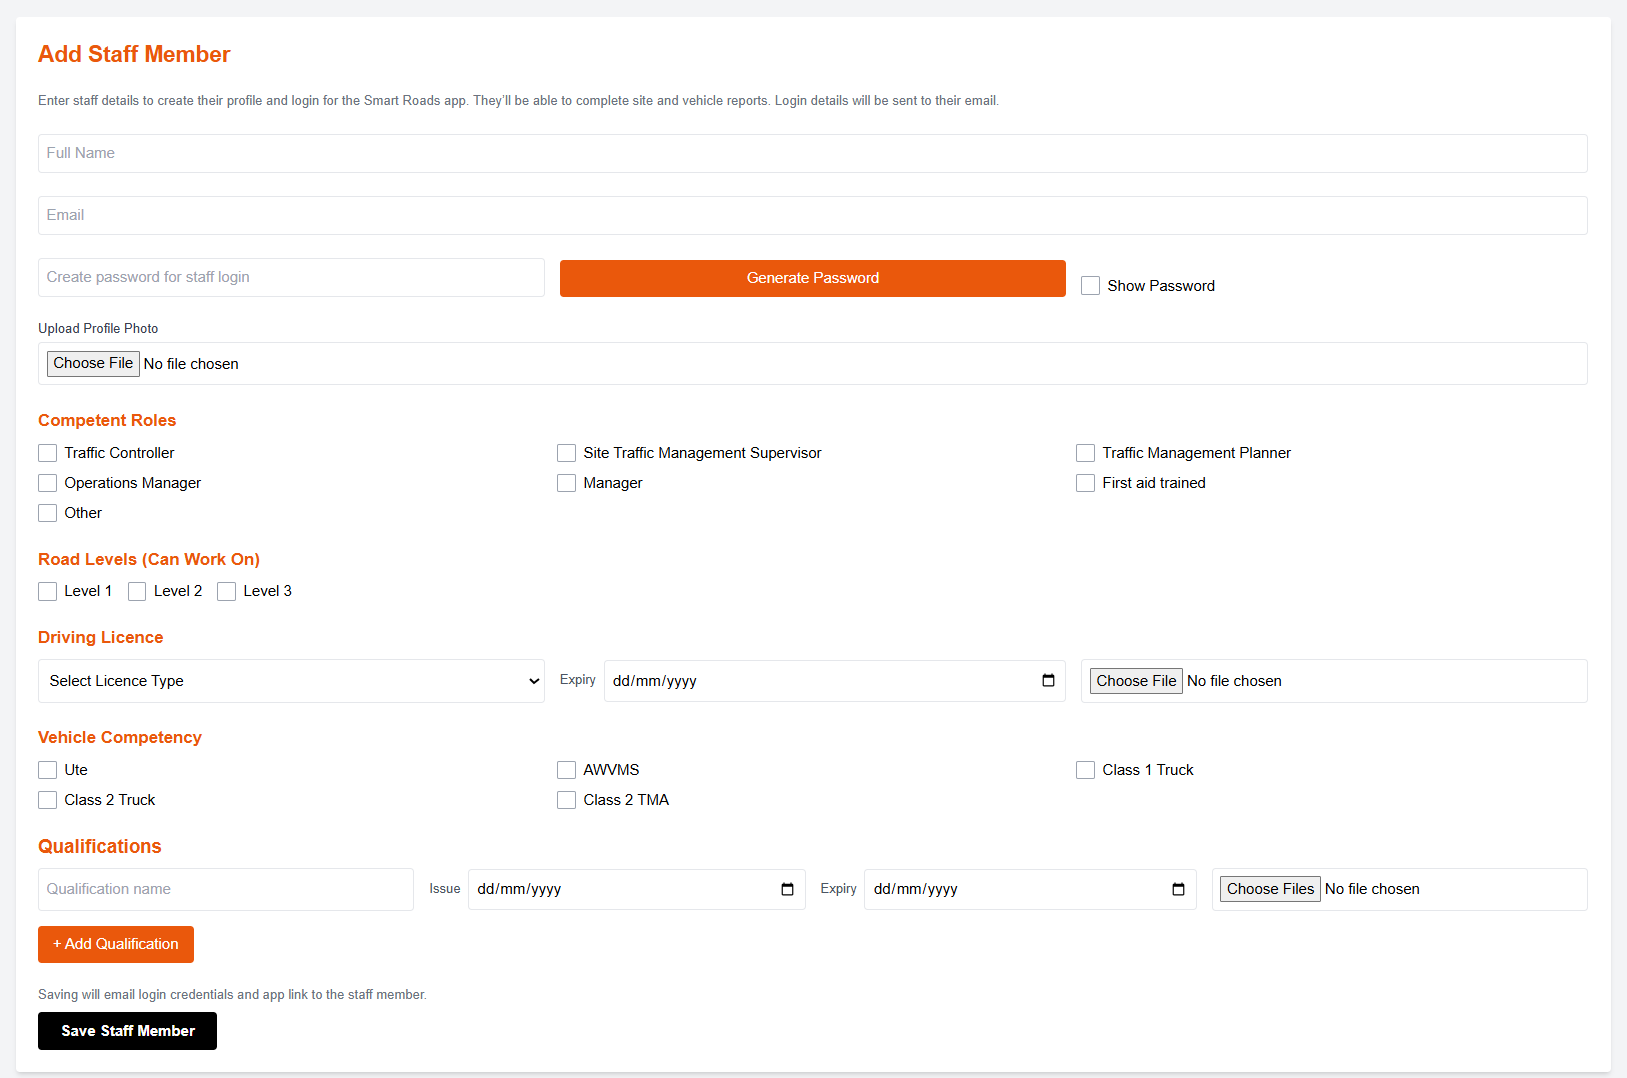 Add Staff Member
Enter staff details to create their profile and login for the Smart Roads app. They'll be able to complete site and vehicle reports. Login details will be sent to their email.
Full Name
Email
Create password for staff login Generate Password Show Password
Upload Profile Photo
Choose File No file chosen
Competent Roles
Traffic Controller Site Traffic Management Supervisor Traffic Management Planner
Operations Manager Manager First aid trained
Other
Road Levels (Can Work On)
Level 1 Level 2 Level 3
Driving Licence
Select Licence Type Expiry dd/mm/yyyy Choose File No file chosen
Vehicle Competency
Ute AWVMS Class 1 Truck
Class 2 Truck Class 2 TMA
Qualifications
Qualification name Issue dd/mm/yyyy Expiry dd/mm/yyyy Choose Files No file chosen
+ Add Qualification
Saving will email login credentials and app link to the staff member.
Save Staff Member